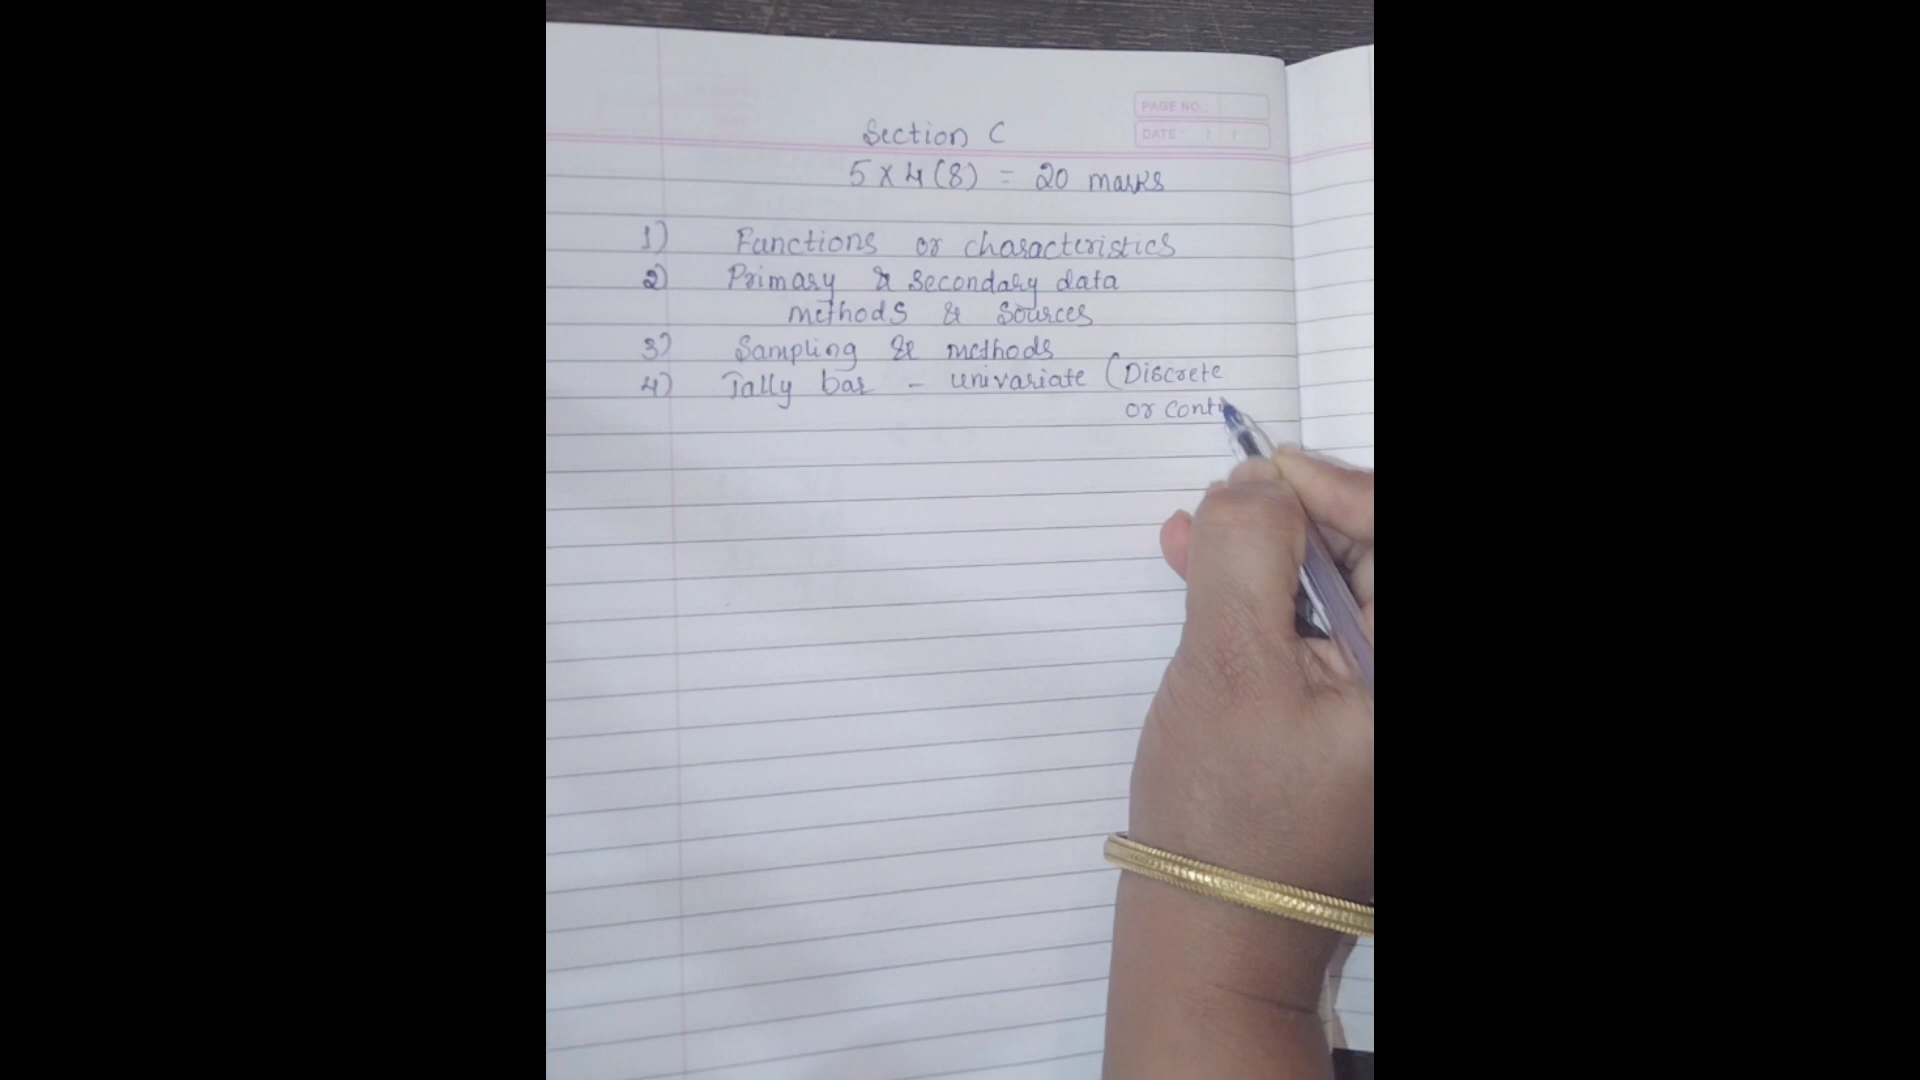 PAGE NO.:
DATE: / /
Section C
5 x 4 (8) = 20 marks
1) Functions or characteristics
2) Primary & Secondary data
methods & Sources
3) Sampling & methods
4) Tally bar - univariate (Discrete
or conti